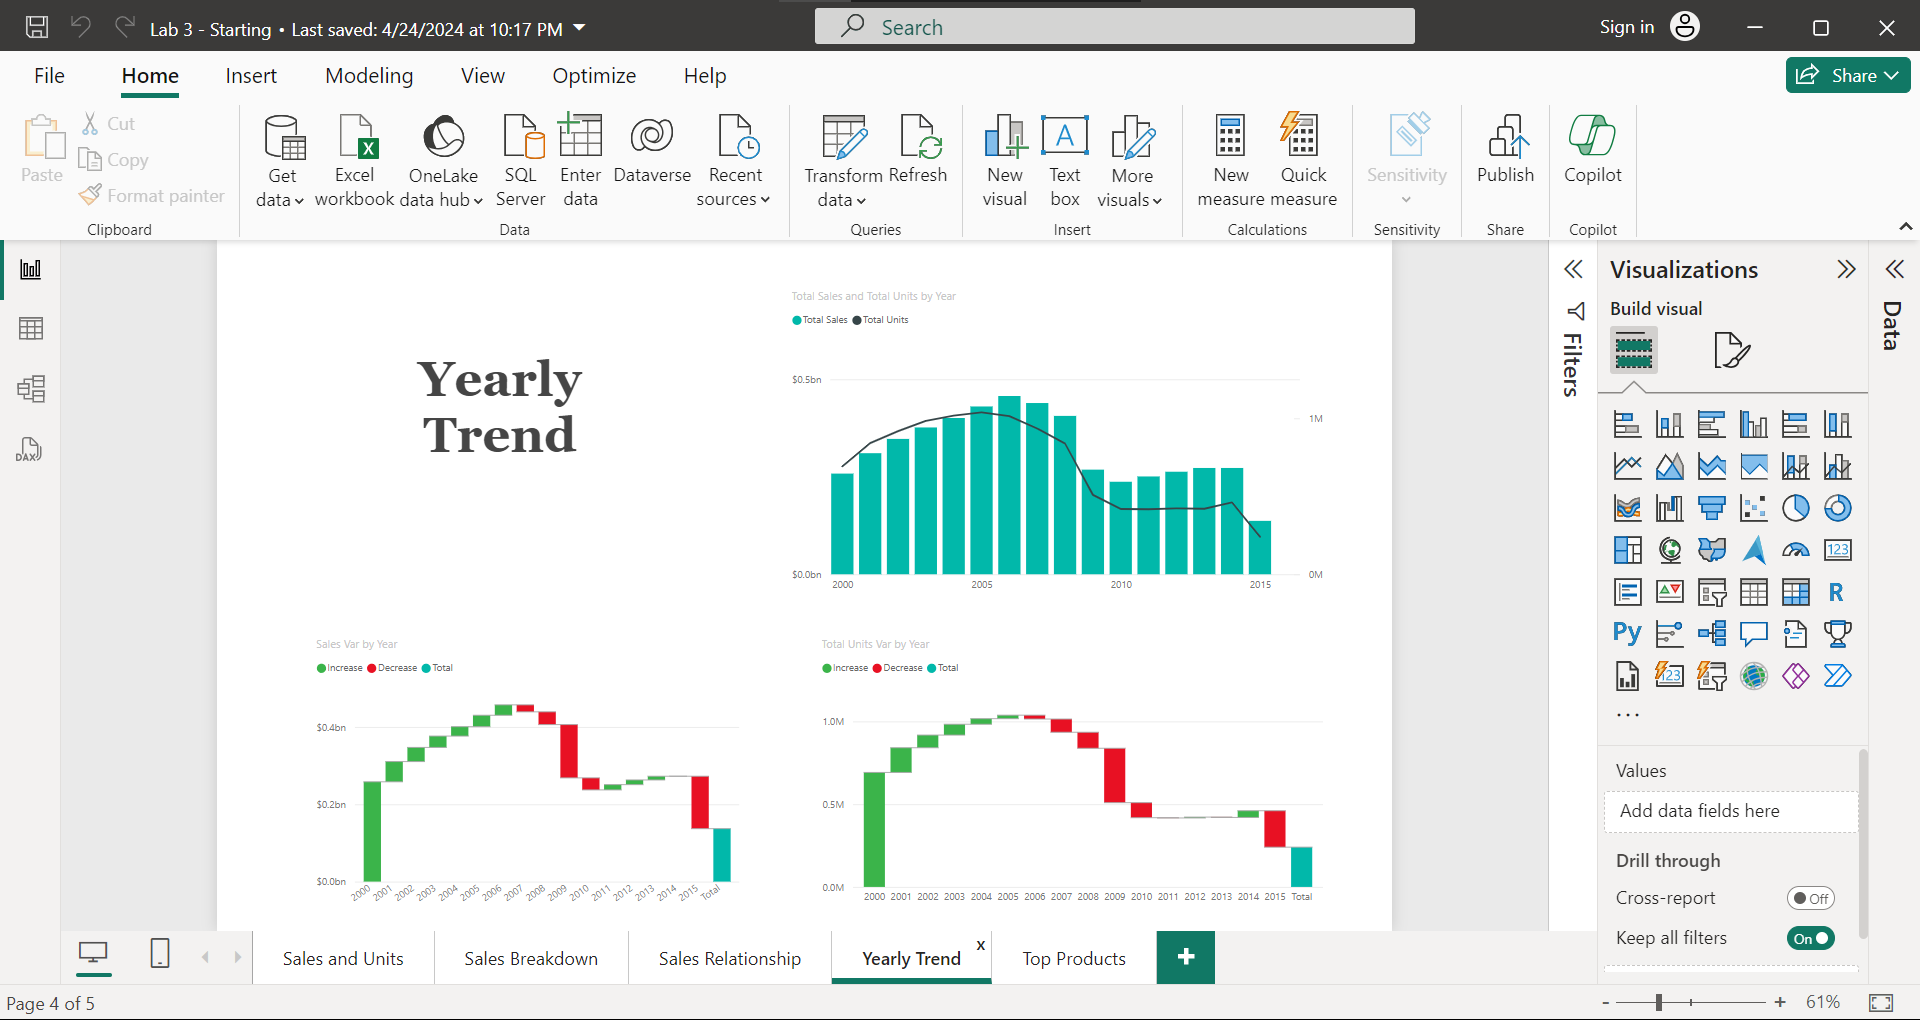 Lab 3 - Starting • Last saved: 4/24/2024 at 10:17 PM
Search
Sign in
File Home Insert Modeling View Optimize Help
Share
Paste
Cut
Copy
Format painter
Clipboard
Get data
Excel workbook
OneLake data hub
SQL Server
Enter data
Dataverse
Recent sources
Data
Transform data
Refresh
Queries
New visual
Text box
More visuals
Insert
New measure
Quick measure
Calculations
Sensitivity
Sensitivity
Publish
Share
Copilot
Copilot
DAX
Yearly
Trend
Total Sales and Total Units by Year
Total Sales Total Units
$0.5bn
1M
$0.0bn
0M
2000 2005 2010 2015
Sales Var by Year
Increase Decrease Total
$0.4bn
$0.2bn
$0.0bn
2000 2001 2002 2003 2004 2005 2006 2007 2008 2009 2010 2011 2012 2013 2014 2015 Total
Total Units Var by Year
Increase Decrease Total
1.0M
0.5M
0.0M
2000 2001 2002 2003 2004 2005 2006 2007 2008 2009 2010 2011 2012 2013 2014 2015 Total
Filters
Visualizations
Build visual
123
R
Py
123
...
Values
Add data fields here
Drill through
Cross-report Off
Keep all filters On
Data
Sales and Units
Sales Breakdown
Sales Relationship
Yearly Trend x
Top Products
+
Page 4 of 5
- + 61%